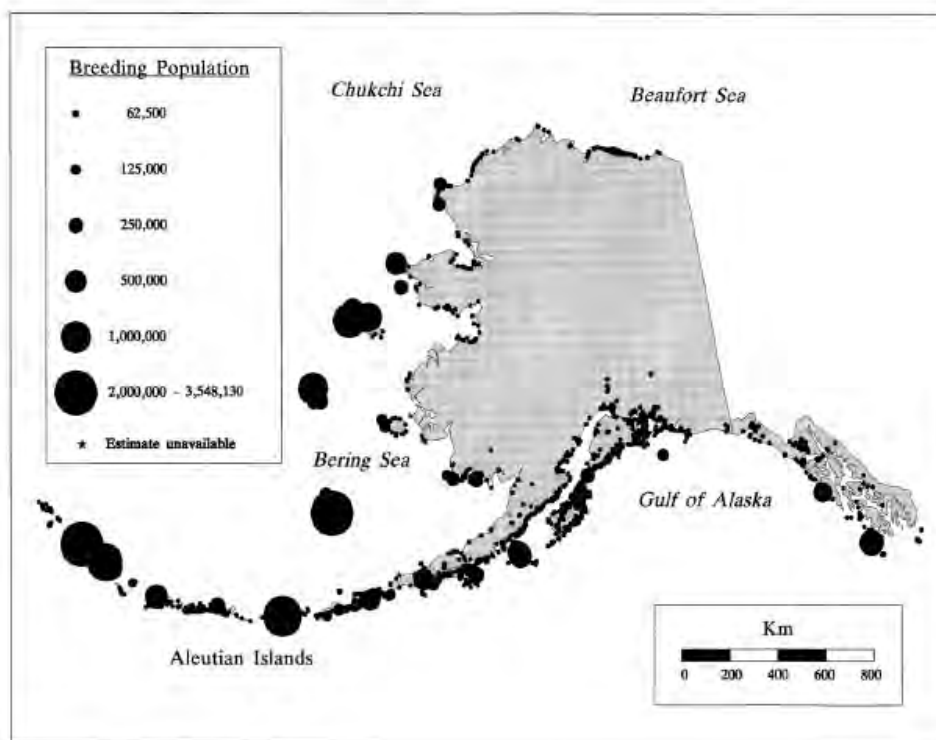 Breeding Population
62,500
125,000
250,000
500,000
1,000,000
2,000,000 - 3,548,130
★ Estimate unavailable
Chukchi Sea
Beaufort Sea
Bering Sea
Gulf of Alaska
Aleutian Islands
Km
0 200 400 600 800